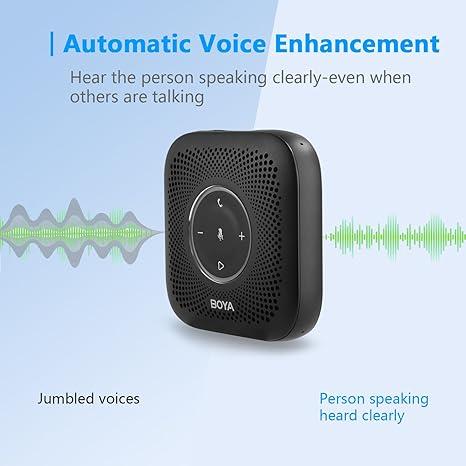 Automatic Voice Enhancement
Hear the person speaking clearly-even when
others are talking
BOYA
Jumbled voices
Person speaking
heard clearly